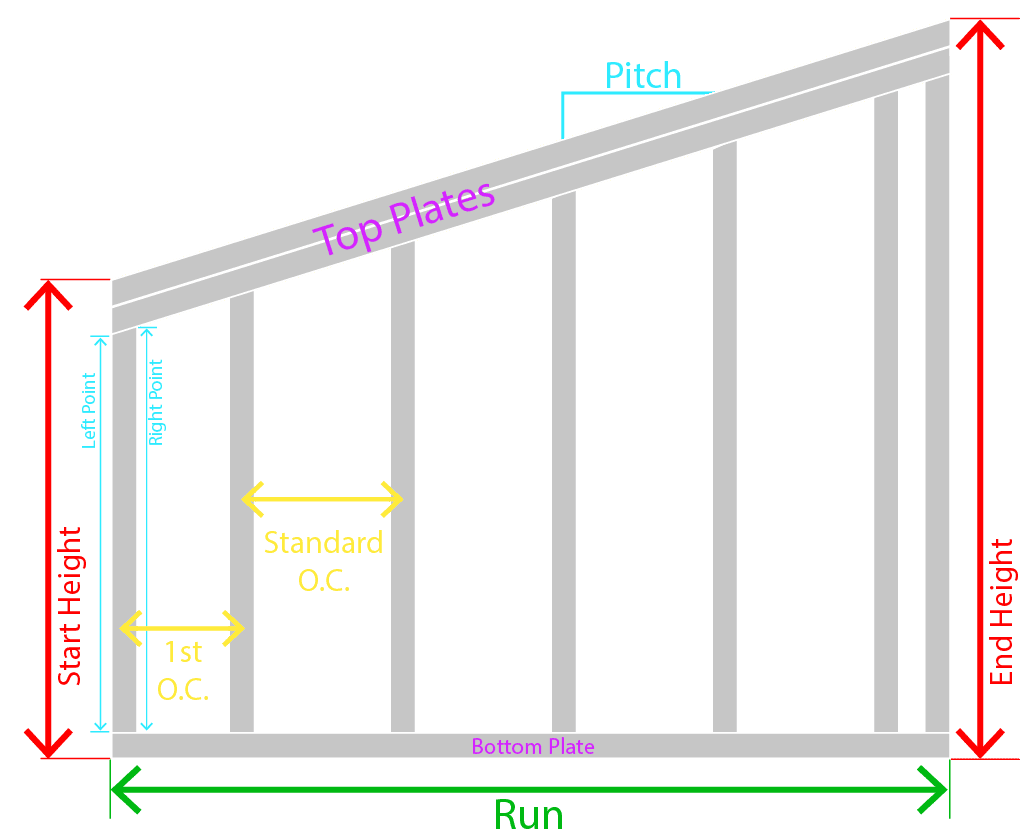 Pitch
Top Plates
Left Point
Right Point
Start Height
Standard
O.C.
1st
O.C.
End Height
Bottom Plate
Run